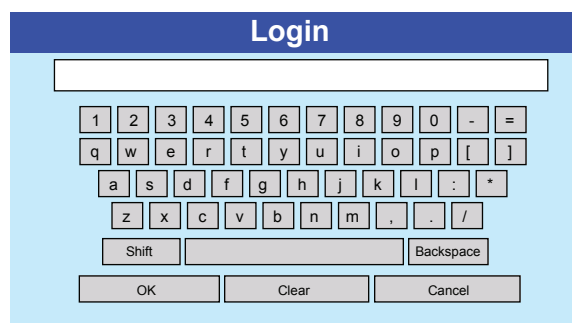 Login
1 2 3 4 5 6 7 8 9 0 - =
q w e r t y u i o p [ ]
a s d f g h j k l : *
z x c v b n m , . /
Shift Backspace
OK Clear Cancel